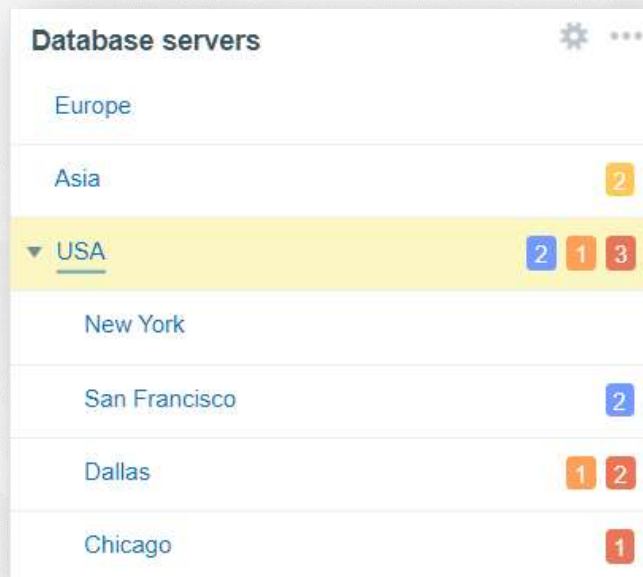 Database servers
Europe
Asia 2
USA 2 1 3
New York
San Francisco 2
Dallas 1 2
Chicago 1